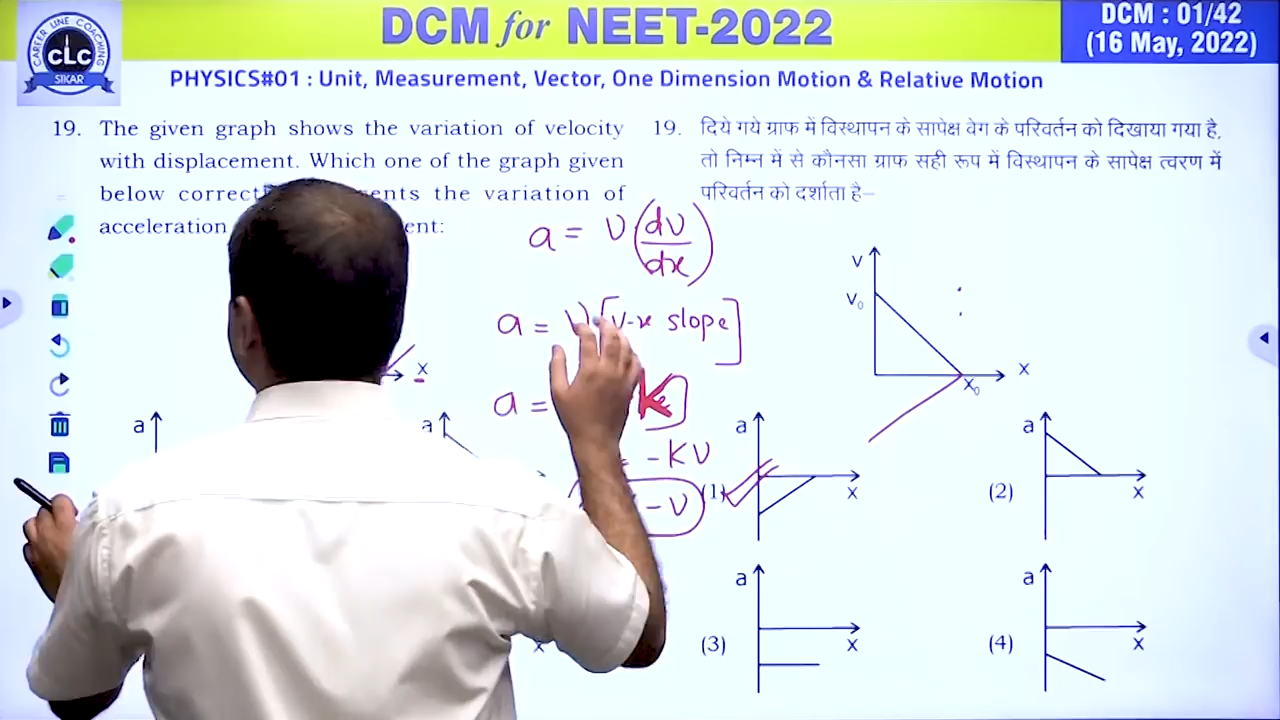 DCM for NEET-2022
DCM : 01/42
(16 May, 2022)
CAREER LINE COACHING
CLC
SIKAR
PHYSICS#01 : Unit, Measurement, Vector, One Dimension Motion & Relative Motion
19. The given graph shows the variation of velocity
with displacement. Which one of the graph given
below the variation of
acceleration
19. दिये गये ग्राफ में विस्थापन के सापेक्ष वेग के परिवर्तन को दिखाया गया है,
तो निम्न में से कौनसा ग्राफ सही रूप में विस्थापन के सापेक्ष त्वरण में
परिवर्तन को दर्शाता है–
a = v (dv/dx)
a = v [v-x slope]
a =
-Kv
-v
x
a
a
x
v
v₀
x₀
x
(1)
a
x
(2)
a
x
(3)
a
x
(4)
a
x